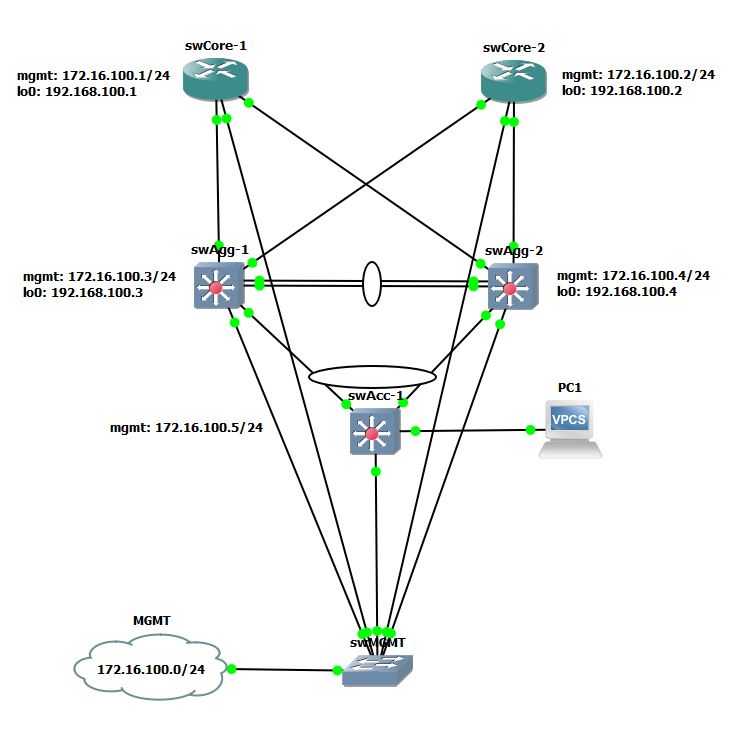 swCore-1
swCore-2
mgmt: 172.16.100.1/24
lo0: 192.168.100.1
mgmt: 172.16.100.2/24
lo0: 192.168.100.2
swAgg-1
swAgg-2
mgmt: 172.16.100.3/24
lo0: 192.168.100.3
mgmt: 172.16.100.4/24
lo0: 192.168.100.4
swAcc-1
PC1
VPCS
mgmt: 172.16.100.5/24
MGMT
swMGMT
172.16.100.0/24